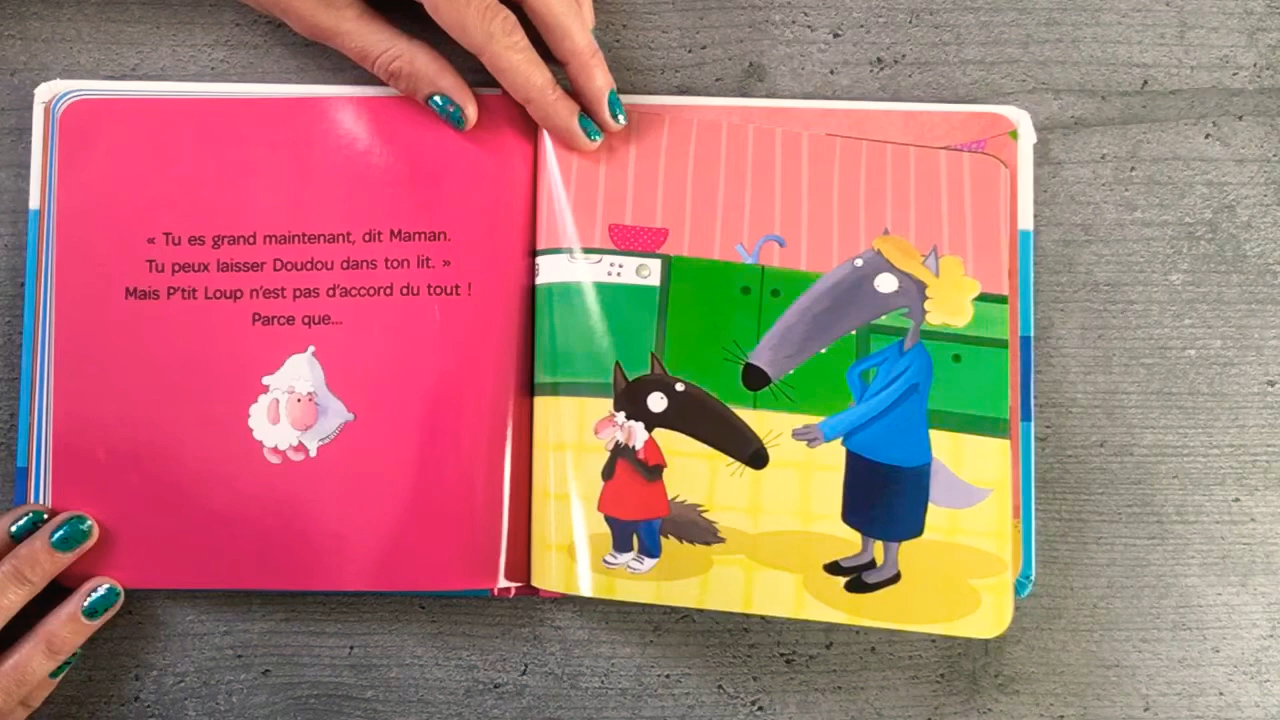 « Tu es grand maintenant, dit Maman.
Tu peux laisser Doudou dans ton lit. »
Mais P'tit Loup n'est pas d'accord du tout !
Parce que...